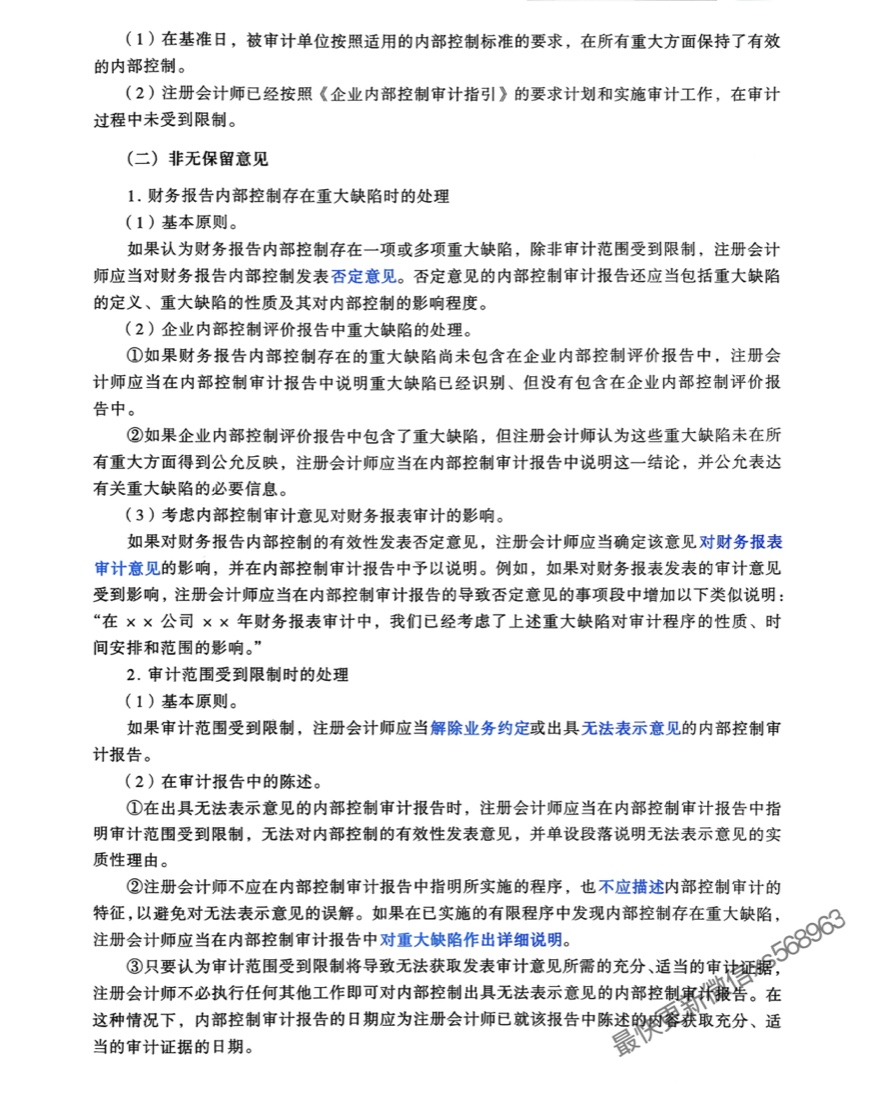 （1）在基准日，被审计单位按照适用的内部控制标准的要求，在所有重大方面保持了有效
的内部控制。
（2）注册会计师已经按照《企业内部控制审计指引》的要求计划和实施审计工作，在审计
过程中未受到限制。
（二）非无保留意见
1. 财务报告内部控制存在重大缺陷时的处理
（1）基本原则。
如果认为财务报告内部控制存在一项或多项重大缺陷，除非审计范围受到限制，注册会计
师应当对财务报告内部控制发表否定意见。否定意见的内部控制审计报告还应当包括重大缺陷
的定义、重大缺陷的性质及其对内部控制的影响程度。
（2）企业内部控制评价报告中重大缺陷的处理。
①如果财务报告内部控制存在的重大缺陷尚未包含在企业内部控制评价报告中，注册会
计师应当在内部控制审计报告中说明重大缺陷已经识别、但没有包含在企业内部控制评价报
告中。
②如果企业内部控制评价报告中包含了重大缺陷，但注册会计师认为这些重大缺陷未在所
有重大方面得到公允反映，注册会计师应当在内部控制审计报告中说明这一结论，并公允表达
有关重大缺陷的必要信息。
（3）考虑内部控制审计意见对财务报表审计的影响。
如果对财务报告内部控制的有效性发表否定意见，注册会计师应当确定该意见对财务报表
审计意见的影响，并在内部控制审计报告中予以说明。例如，如果对财务报表发表的审计意见
受到影响，注册会计师应当在内部控制审计报告的导致否定意见的事项段中增加以下类似说明：
“在 ×× 公司 ×× 年财务报表审计中，我们已经考虑了上述重大缺陷对审计程序的性质、时
间安排和范围的影响。”
2. 审计范围受到限制时的处理
（1）基本原则。
如果审计范围受到限制，注册会计师应当解除业务约定或出具无法表示意见的内部控制审
计报告。
（2）在审计报告中的陈述。
①在出具无法表示意见的内部控制审计报告时，注册会计师应当在内部控制审计报告中指
明审计范围受到限制，无法对内部控制的有效性发表意见，并单设段落说明无法表示意见的实
质性理由。
②注册会计师不应在内部控制审计报告中指明所实施的程序，也不应描述内部控制审计的
特征，以避免对无法表示意见的误解。如果在已实施的有限程序中发现内部控制存在重大缺陷，
注册会计师应当在内部控制审计报告中对重大缺陷作出详细说明。
③只要认为审计范围受到限制将导致无法获取发表审计意见所需的充分、适当的审计证据，
注册会计师不必执行任何其他工作即可对内部控制出具无法表示意见的内部控制审计报告。在
这种情况下，内部控制审计报告的日期应为注册会计师已就该报告中陈述的内容获取充分、适
当的审计证据的日期。
最快更新微信:cs568963